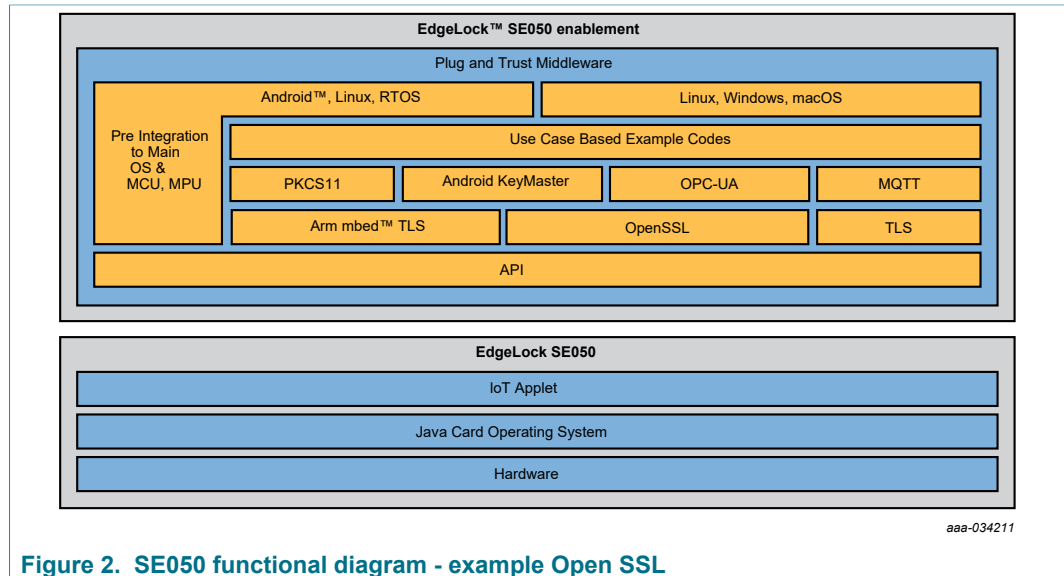 EdgeLock™ SE050 enablement
Plug and Trust Middleware
Android™, Linux, RTOS
Linux, Windows, macOS
Pre Integration
to Main
OS &
MCU, MPU
Use Case Based Example Codes
PKCS11
Android KeyMaster
OPC-UA
MQTT
Arm mbed™ TLS
OpenSSL
TLS
API
EdgeLock SE050
IoT Applet
Java Card Operating System
Hardware
aaa-034211
Figure 2. SE050 functional diagram - example Open SSL